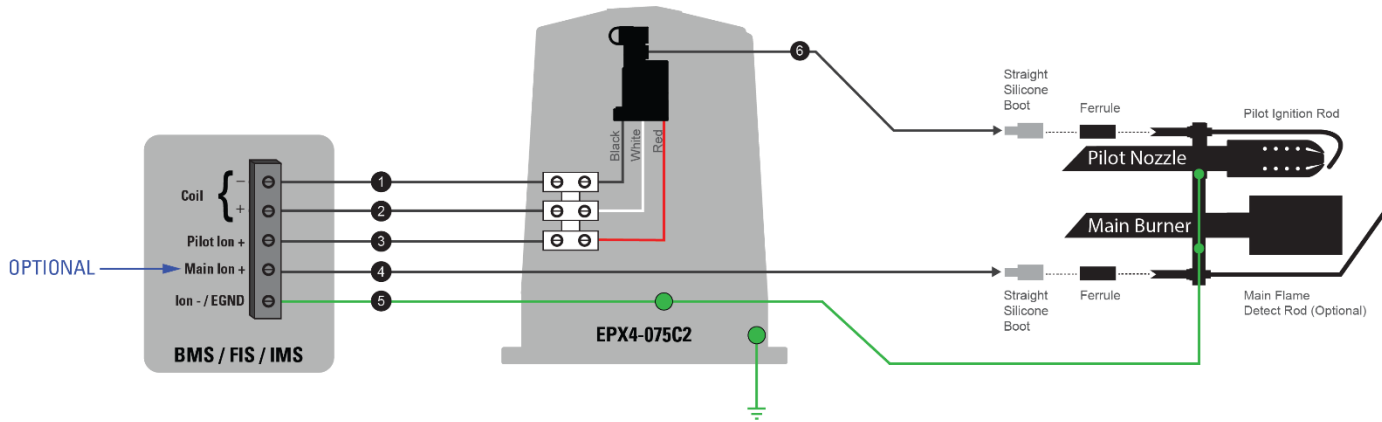 6
Straight
Silicone
Boot
Ferrule
Pilot Ignition Rod
Black
White
Red
Pilot Nozzle
Coil { −
+
1
2
Pilot Ion +
3
Main Burner
OPTIONAL
Main Ion +
4
Ion - / EGND
5
Straight
Silicone
Boot
Ferrule
Main Flame
Detect Rod (Optional)
EPX4-075C2
BMS / FIS / IMS